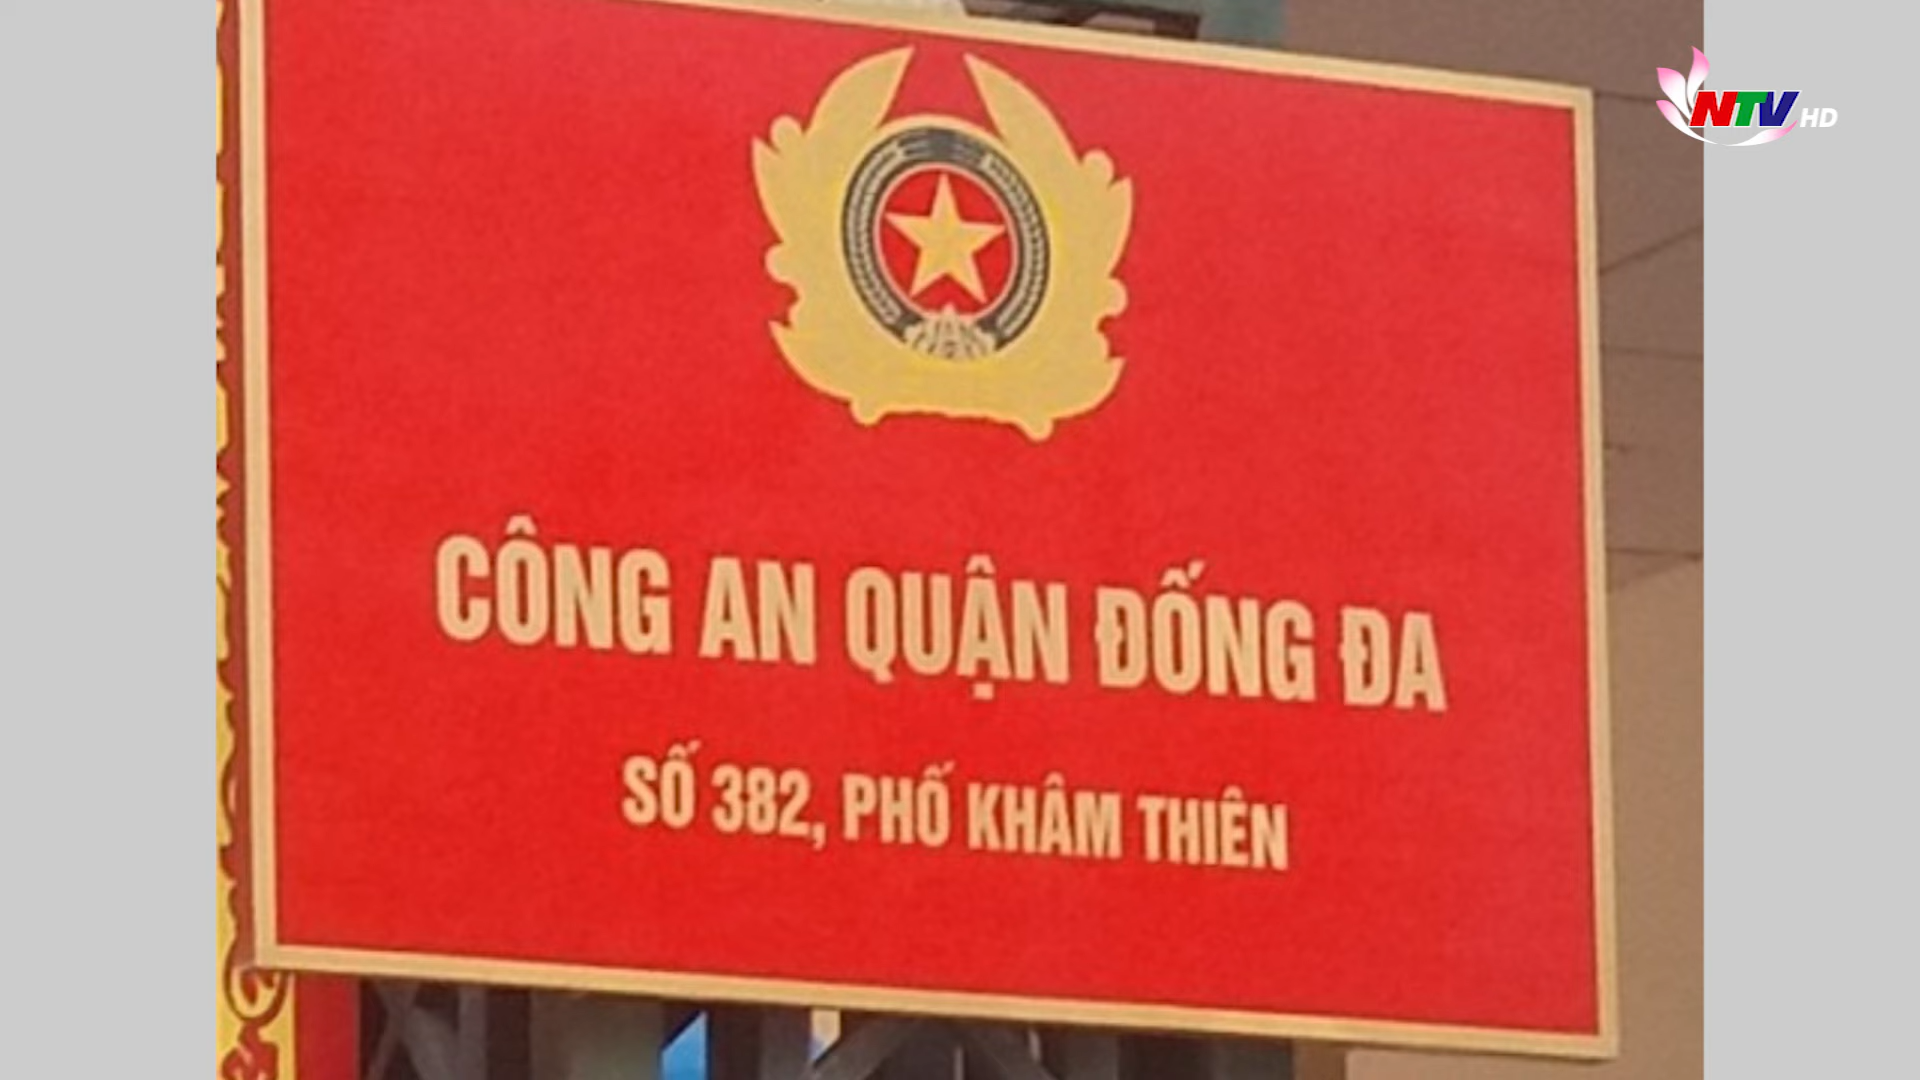 NTV HD
CÔNG AN QUẬN ĐỐNG ĐA
SỐ 382, PHỐ KHÂM THIÊN